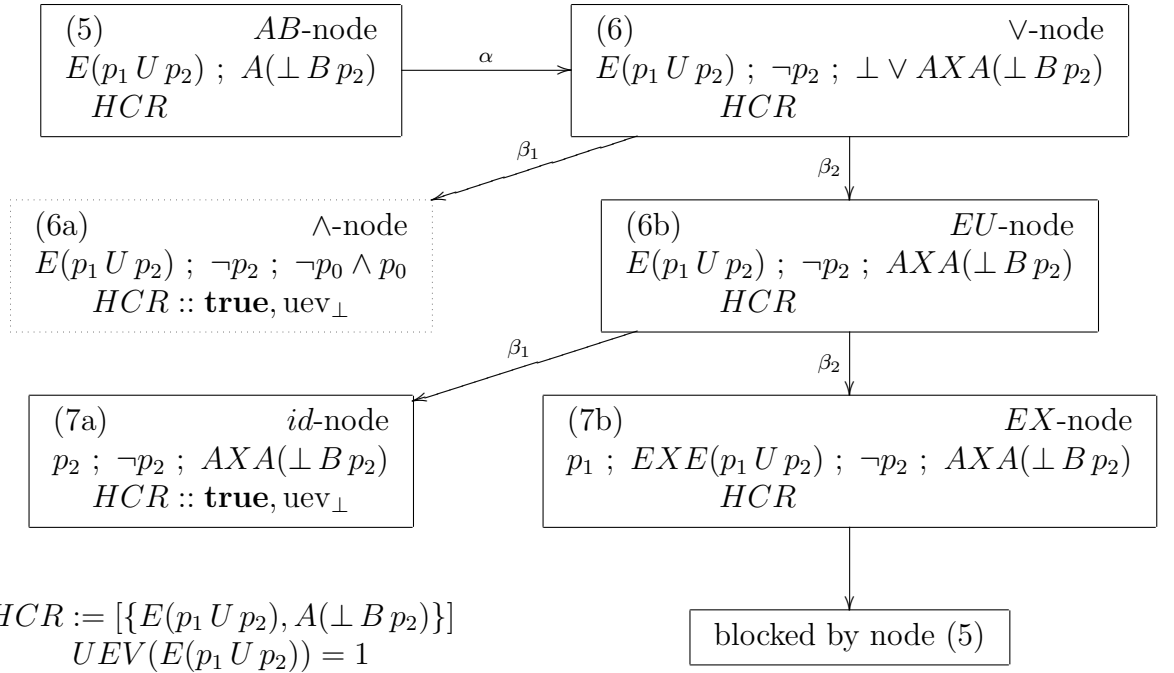 (5) AB-node
E(p₁ U p₂) ; A(⊥ B p₂)
HCR
α
(6) ∨-node
E(p₁ U p₂) ; ¬p₂ ; ⊥ ∨ AXA(⊥ B p₂)
HCR
β₁
β₂
(6a) ∧-node
E(p₁ U p₂) ; ¬p₂ ; ¬p₀ ∧ p₀
HCR :: true, uev⊥
(6b) EU-node
E(p₁ U p₂) ; ¬p₂ ; AXA(⊥ B p₂)
HCR
β₁
β₂
(7a) id-node
p₂ ; ¬p₂ ; AXA(⊥ B p₂)
HCR :: true, uev⊥
(7b) EX-node
p₁ ; EXE(p₁ U p₂) ; ¬p₂ ; AXA(⊥ B p₂)
HCR
HCR := [{E(p₁ U p₂), A(⊥ B p₂)}]
UEV(E(p₁ U p₂)) = 1
blocked by node (5)